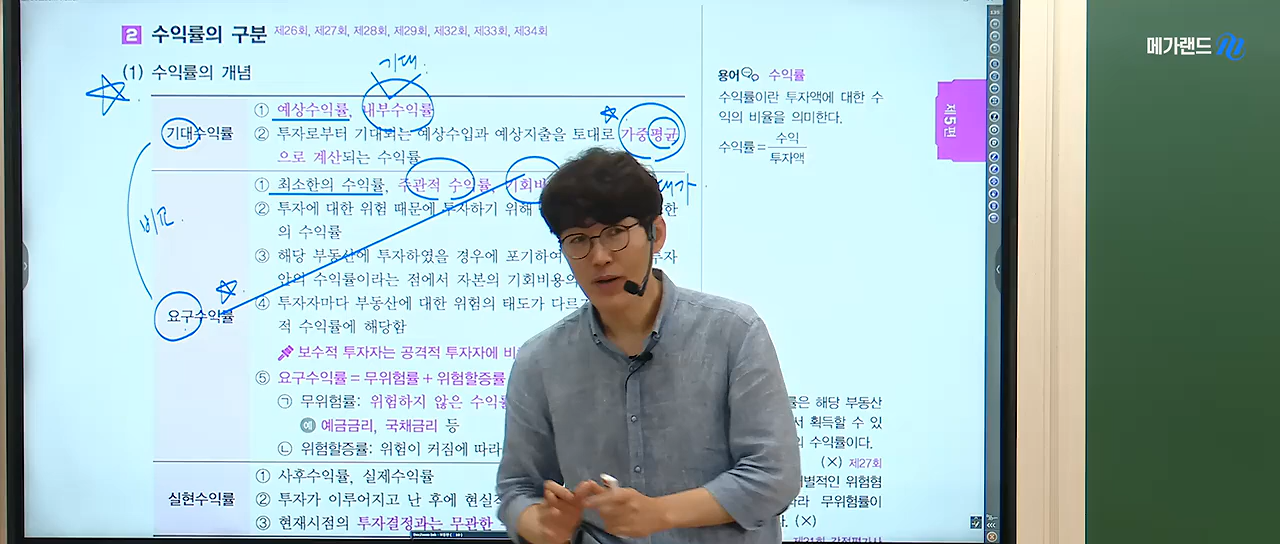 2 수익률의 구분 제26회, 제27회, 제28회, 제29회, 제32회, 제33회, 제34회
(1) 수익률의 개념
기대
기대수익률
① 예상수익률, 내부수익률
② 투자로부터 기대되는 예상수입과 예상지출을 토대로 가중평균
으로 계산되는 수익률
비교
요구수익률
① 최소한의 수익률, 주관적 수익률, 기회비
대가
② 투자에 대한 위험 때문에 투자하기 위해
한
의 수익률
③ 해당 부동산에 투자하였을 경우에 포기하여
투자
안의 수익률이라는 점에서 자본의 기회비용의
④ 투자자마다 부동산에 대한 위험의 태도가 다르
적 수익률에 해당함
보수적 투자자는 공격적 투자자에 비
⑤ 요구수익률 = 무위험률 + 위험할증률
㉠ 무위험률: 위험하지 않은 수익률
예 예금금리, 국채금리 등
㉡ 위험할증률: 위험이 커짐에 따라
실현수익률
① 사후수익률, 실제수익률
② 투자가 이루어지고 난 후에 현실
③ 현재시점의 투자결정과는 무관한
용어 수익률
수익률이란 투자액에 대한 수
익의 비율을 의미한다.
수익률 = 수익
투자액
제5편
률은 해당 부동산
서 획득할 수 있
의 수익률이다.
(×) 제27회
별적인 위험혐
라 무위험률이
다. (×)
제31회 감정평가사
메가랜드